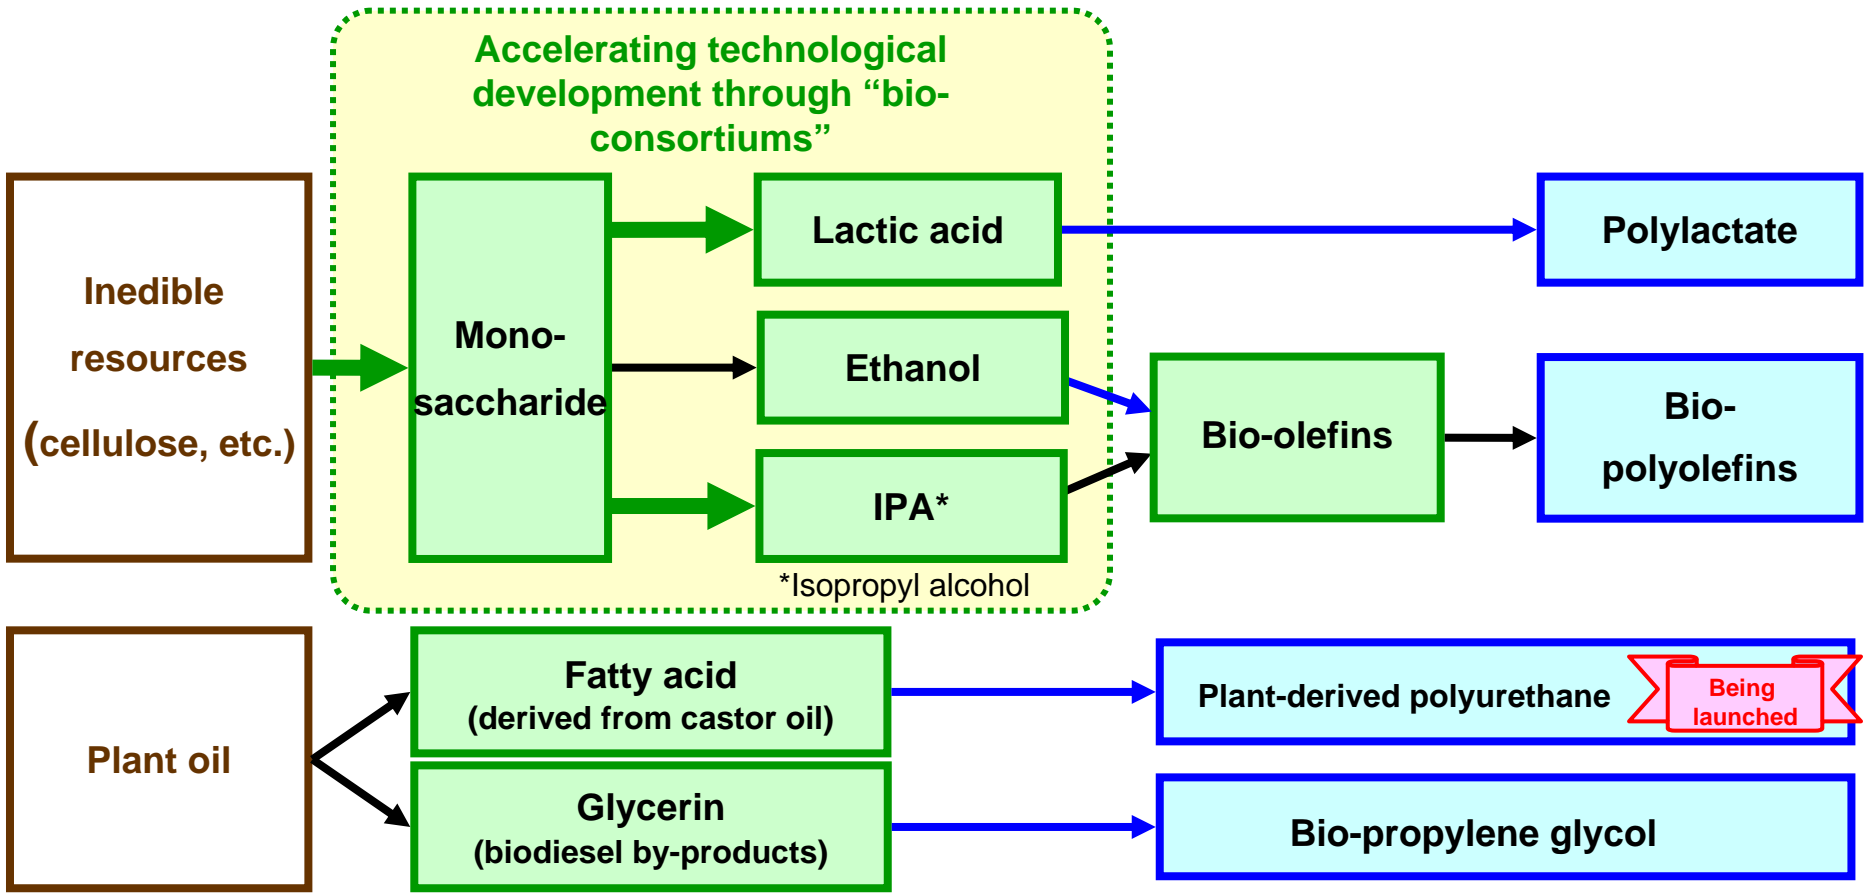 Accelerating technological
development through “bio-
consortiums”
Inedible
resources
(cellulose, etc.)
Mono-
saccharide
Lactic acid
Polylactate
Ethanol
Bio-olefins
Bio-
polyolefins
IPA*
*Isopropyl alcohol
Plant oil
Fatty acid
(derived from castor oil)
Plant-derived polyurethane
Being
launched
Glycerin
(biodiesel by-products)
Bio-propylene glycol